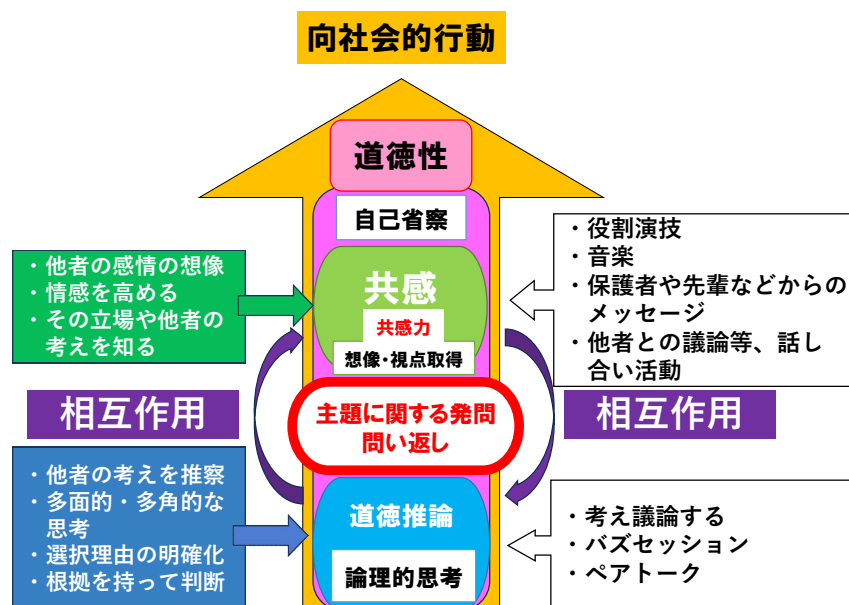 向社会的行動
道徳性
自己省察
・他者の感情の想像
・情感を高める
・その立場や他者の
考えを知る
共感
共感力
想像・視点取得
・役割演技
・音楽
・保護者や先輩などからの
メッセージ
・他者との議論等、話し
合い活動
相互作用
主題に関する発問
問い返し
相互作用
・他者の考えを推察
・多面的・多角的な
思考
・選択理由の明確化
・根拠を持って判断
道徳推論
論理的思考
・考え議論する
・バズセッション
・ペアトーク